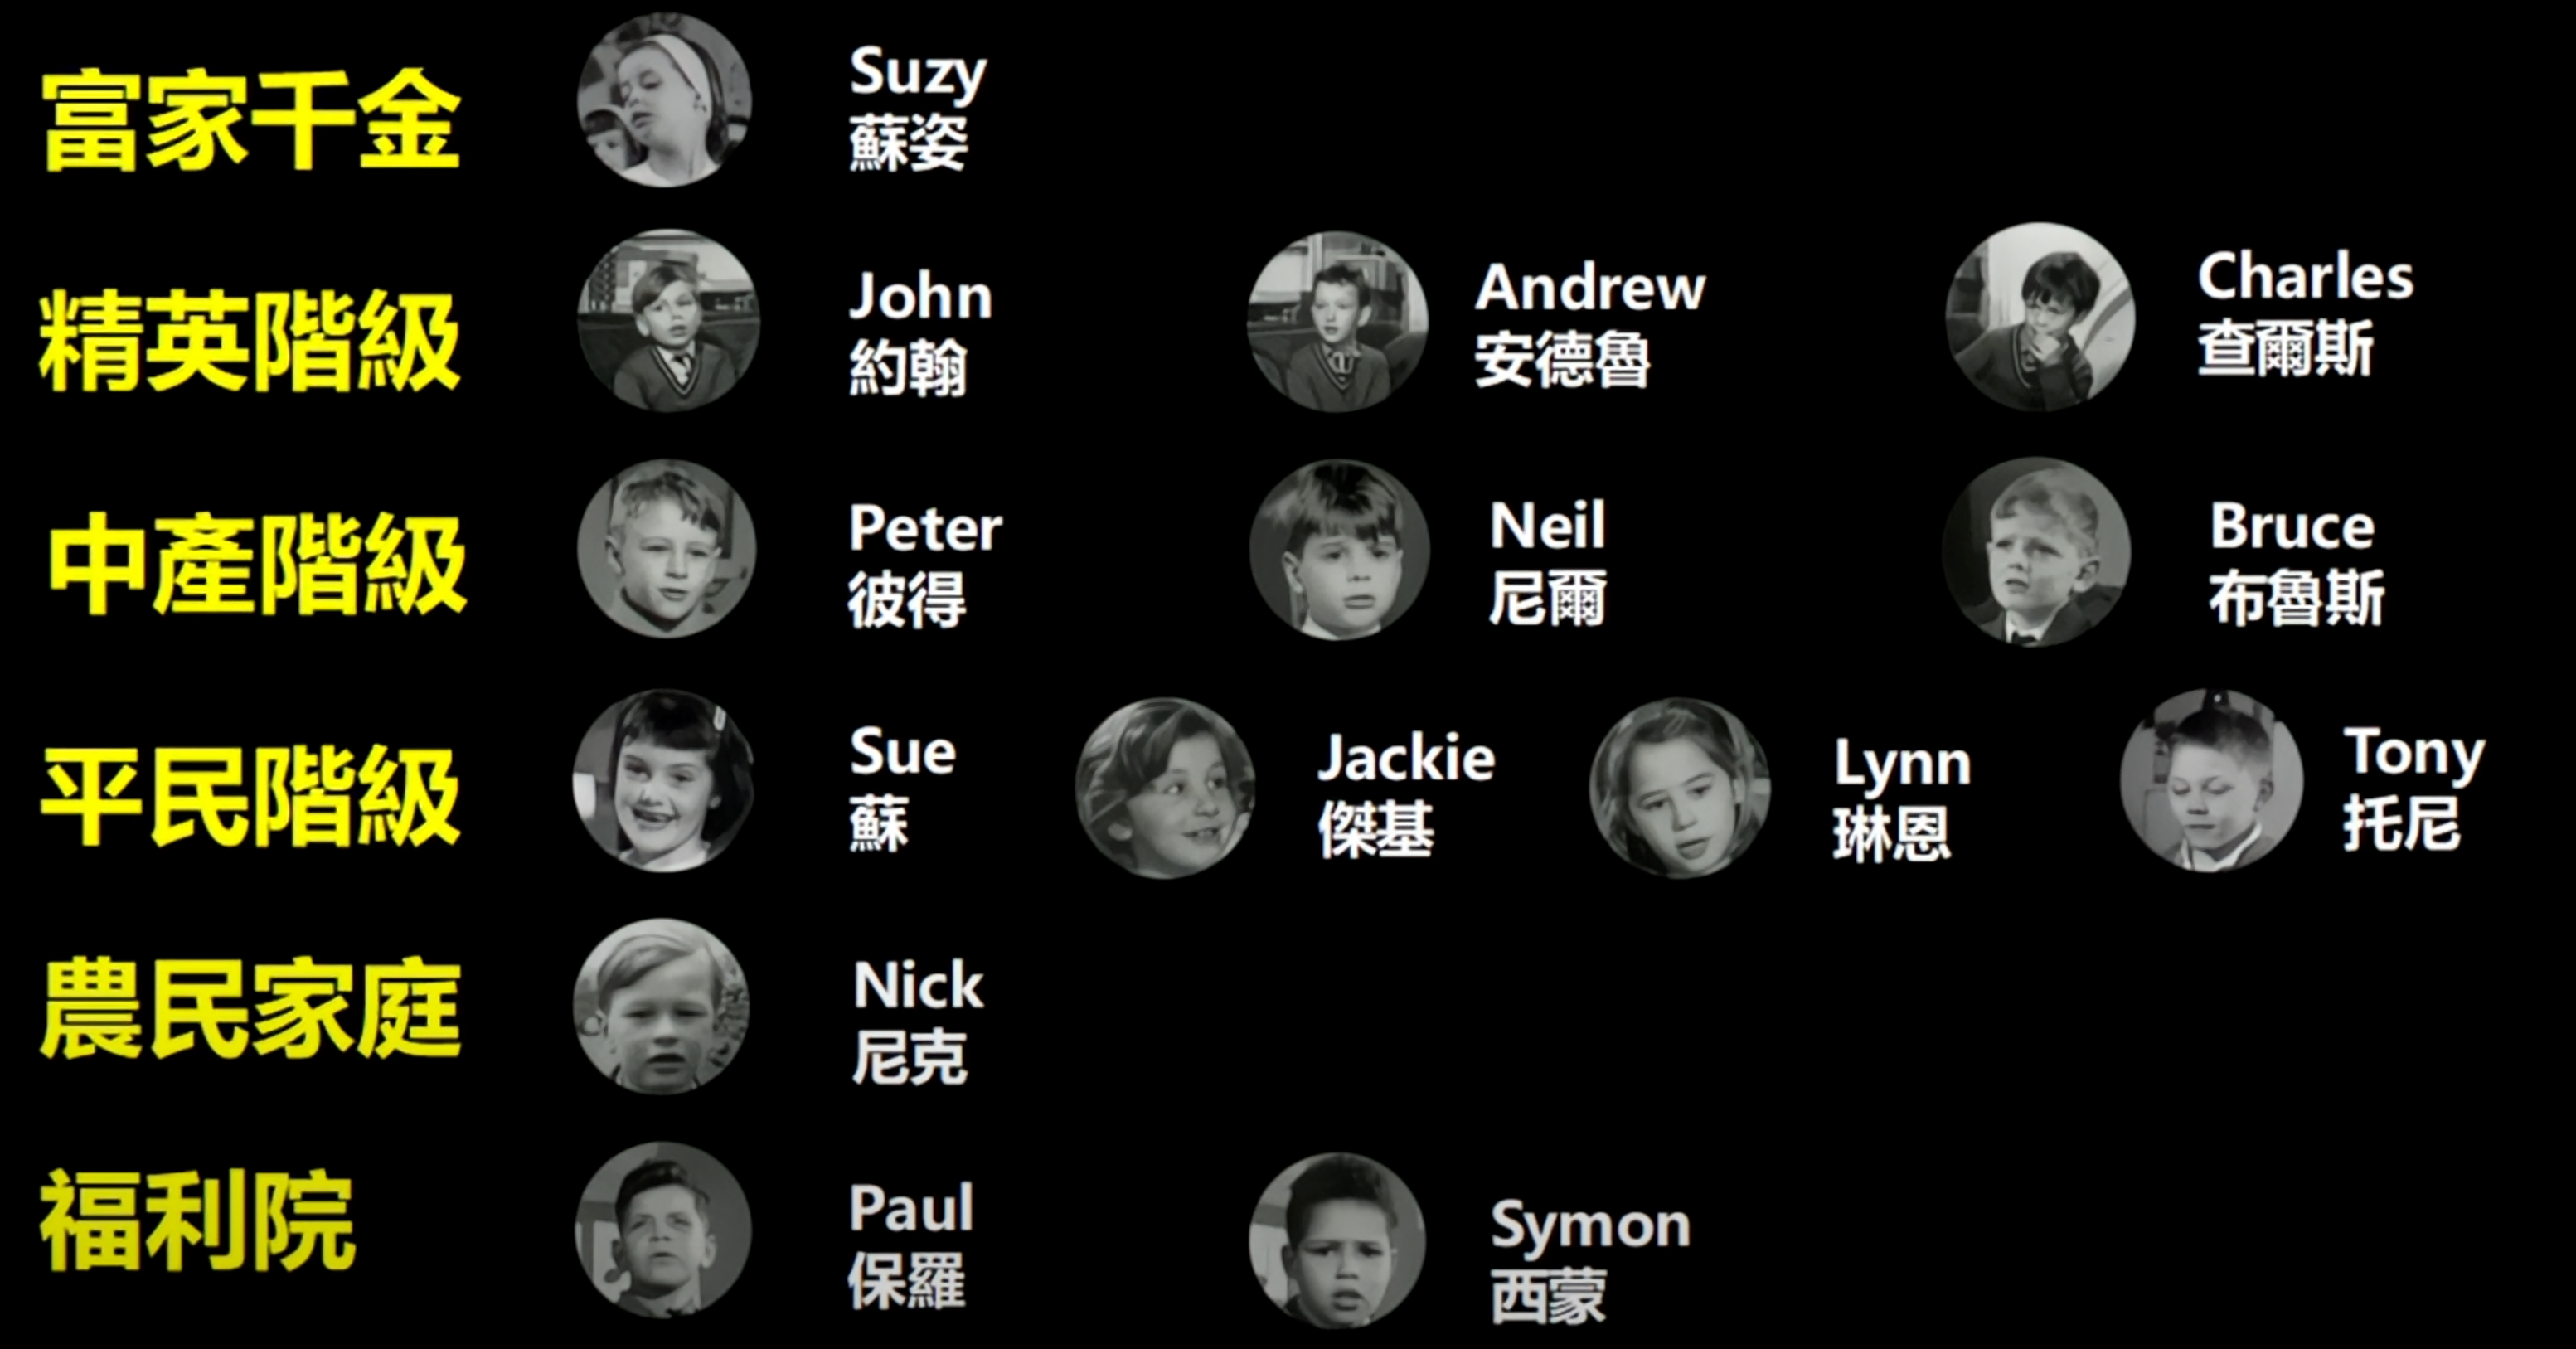 富家千金
Suzy
蘇姿
精英階級
John
約翰
Andrew
安德魯
Charles
查爾斯
中產階級
Peter
彼得
Neil
尼爾
Bruce
布魯斯
平民階級
Sue
蘇
Jackie
傑基
Lynn
琳恩
Tony
托尼
農民家庭
Nick
尼克
福利院
Paul
保羅
Symon
西蒙